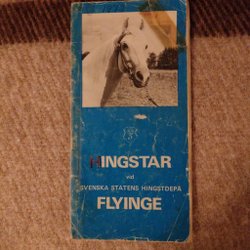 HINGSTAR
vid
SVENSKA STATENS HINGSTDEPÅ
FLYINGE